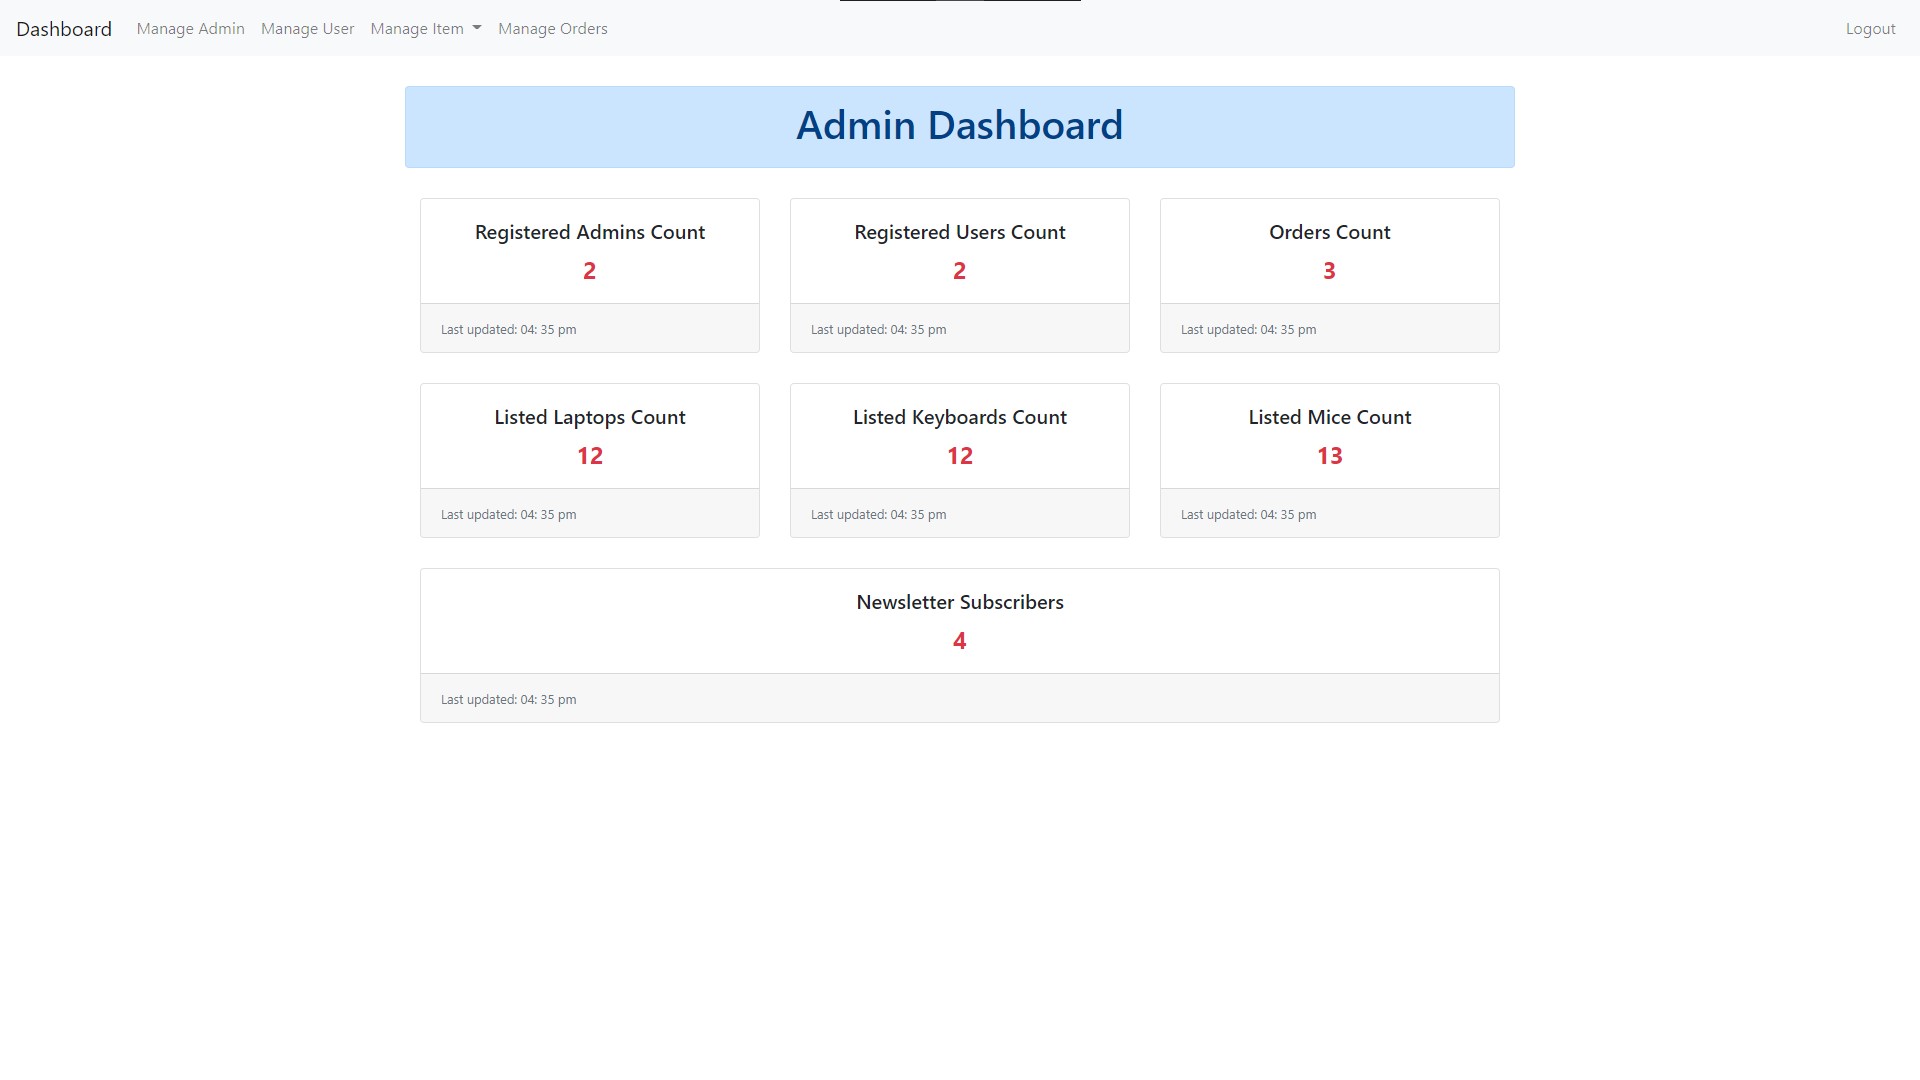 Dashboard Manage Admin Manage User Manage Item Manage Orders Logout
Admin Dashboard
Registered Admins Count
2
Last updated: 04: 35 pm
Registered Users Count
2
Last updated: 04: 35 pm
Orders Count
3
Last updated: 04: 35 pm
Listed Laptops Count
12
Last updated: 04: 35 pm
Listed Keyboards Count
12
Last updated: 04: 35 pm
Listed Mice Count
13
Last updated: 04: 35 pm
Newsletter Subscribers
4
Last updated: 04: 35 pm